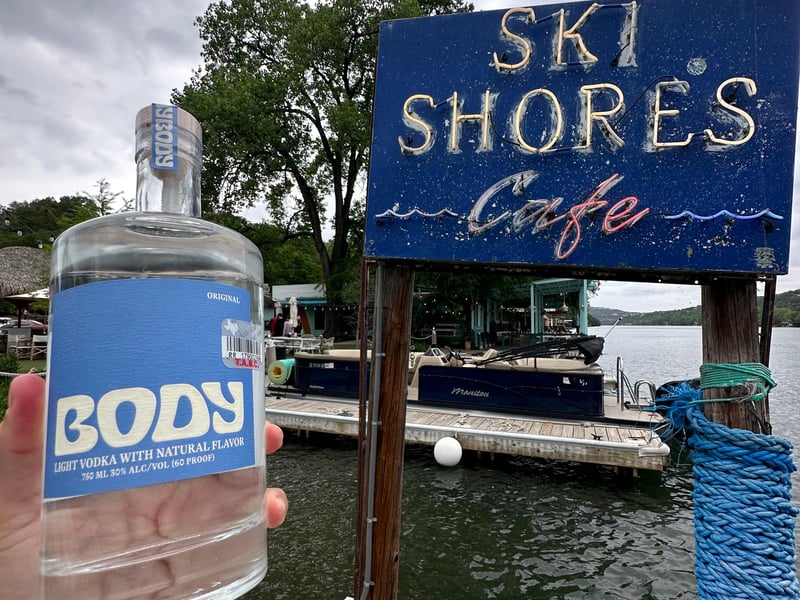 SKI
SHORES
Cafe
BODY
ORIGINAL
T.A.B.C.
BODY
LIGHT VODKA WITH NATURAL FLAVOR
750 ML 30% ALC/VOL (60 PROOF)
Manitou